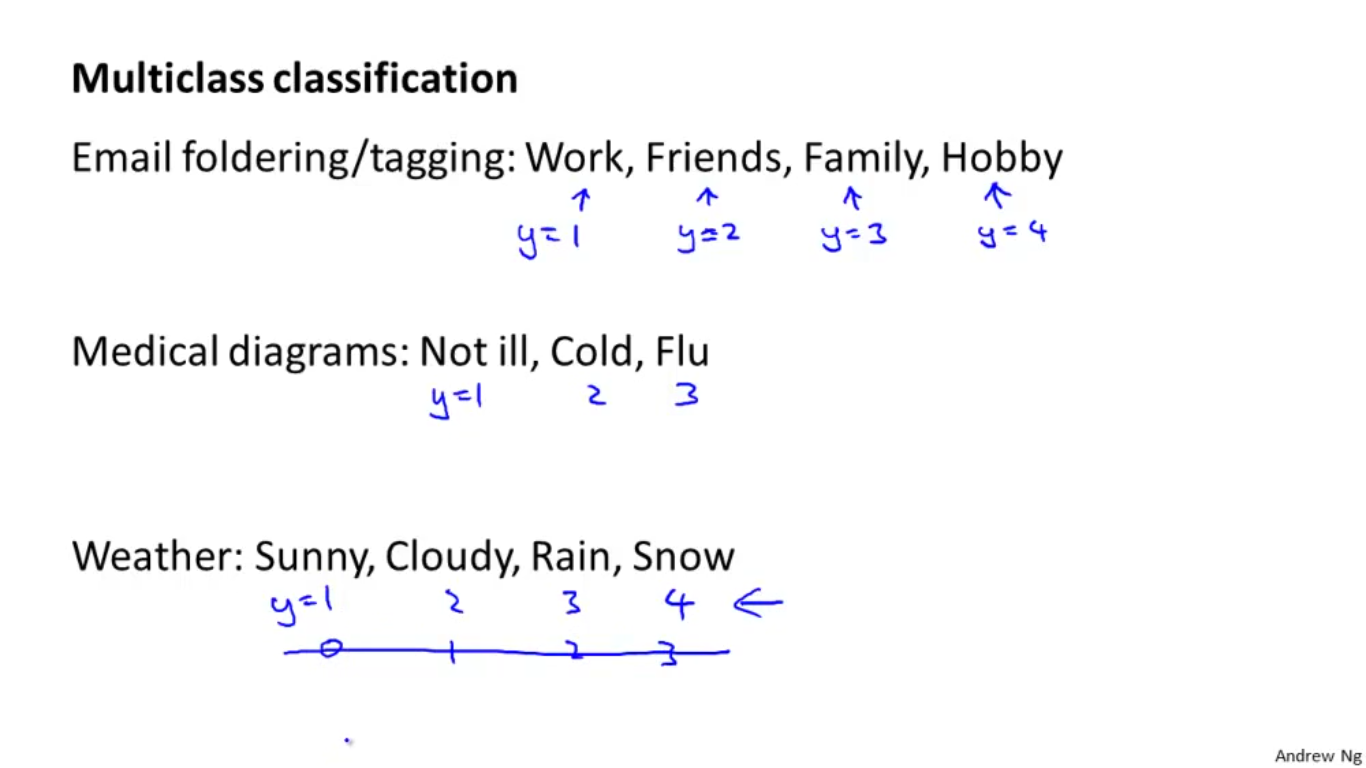 Multiclass classification
Email foldering/tagging: Work, Friends, Family, Hobby
↑ ↑ ↑ ↑
y=1 y=2 y=3 y=4
Medical diagrams: Not ill, Cold, Flu
y=1 2 3
Weather: Sunny, Cloudy, Rain, Snow
y=1 2 3 4 ←
0 1 2 3
Andrew Ng